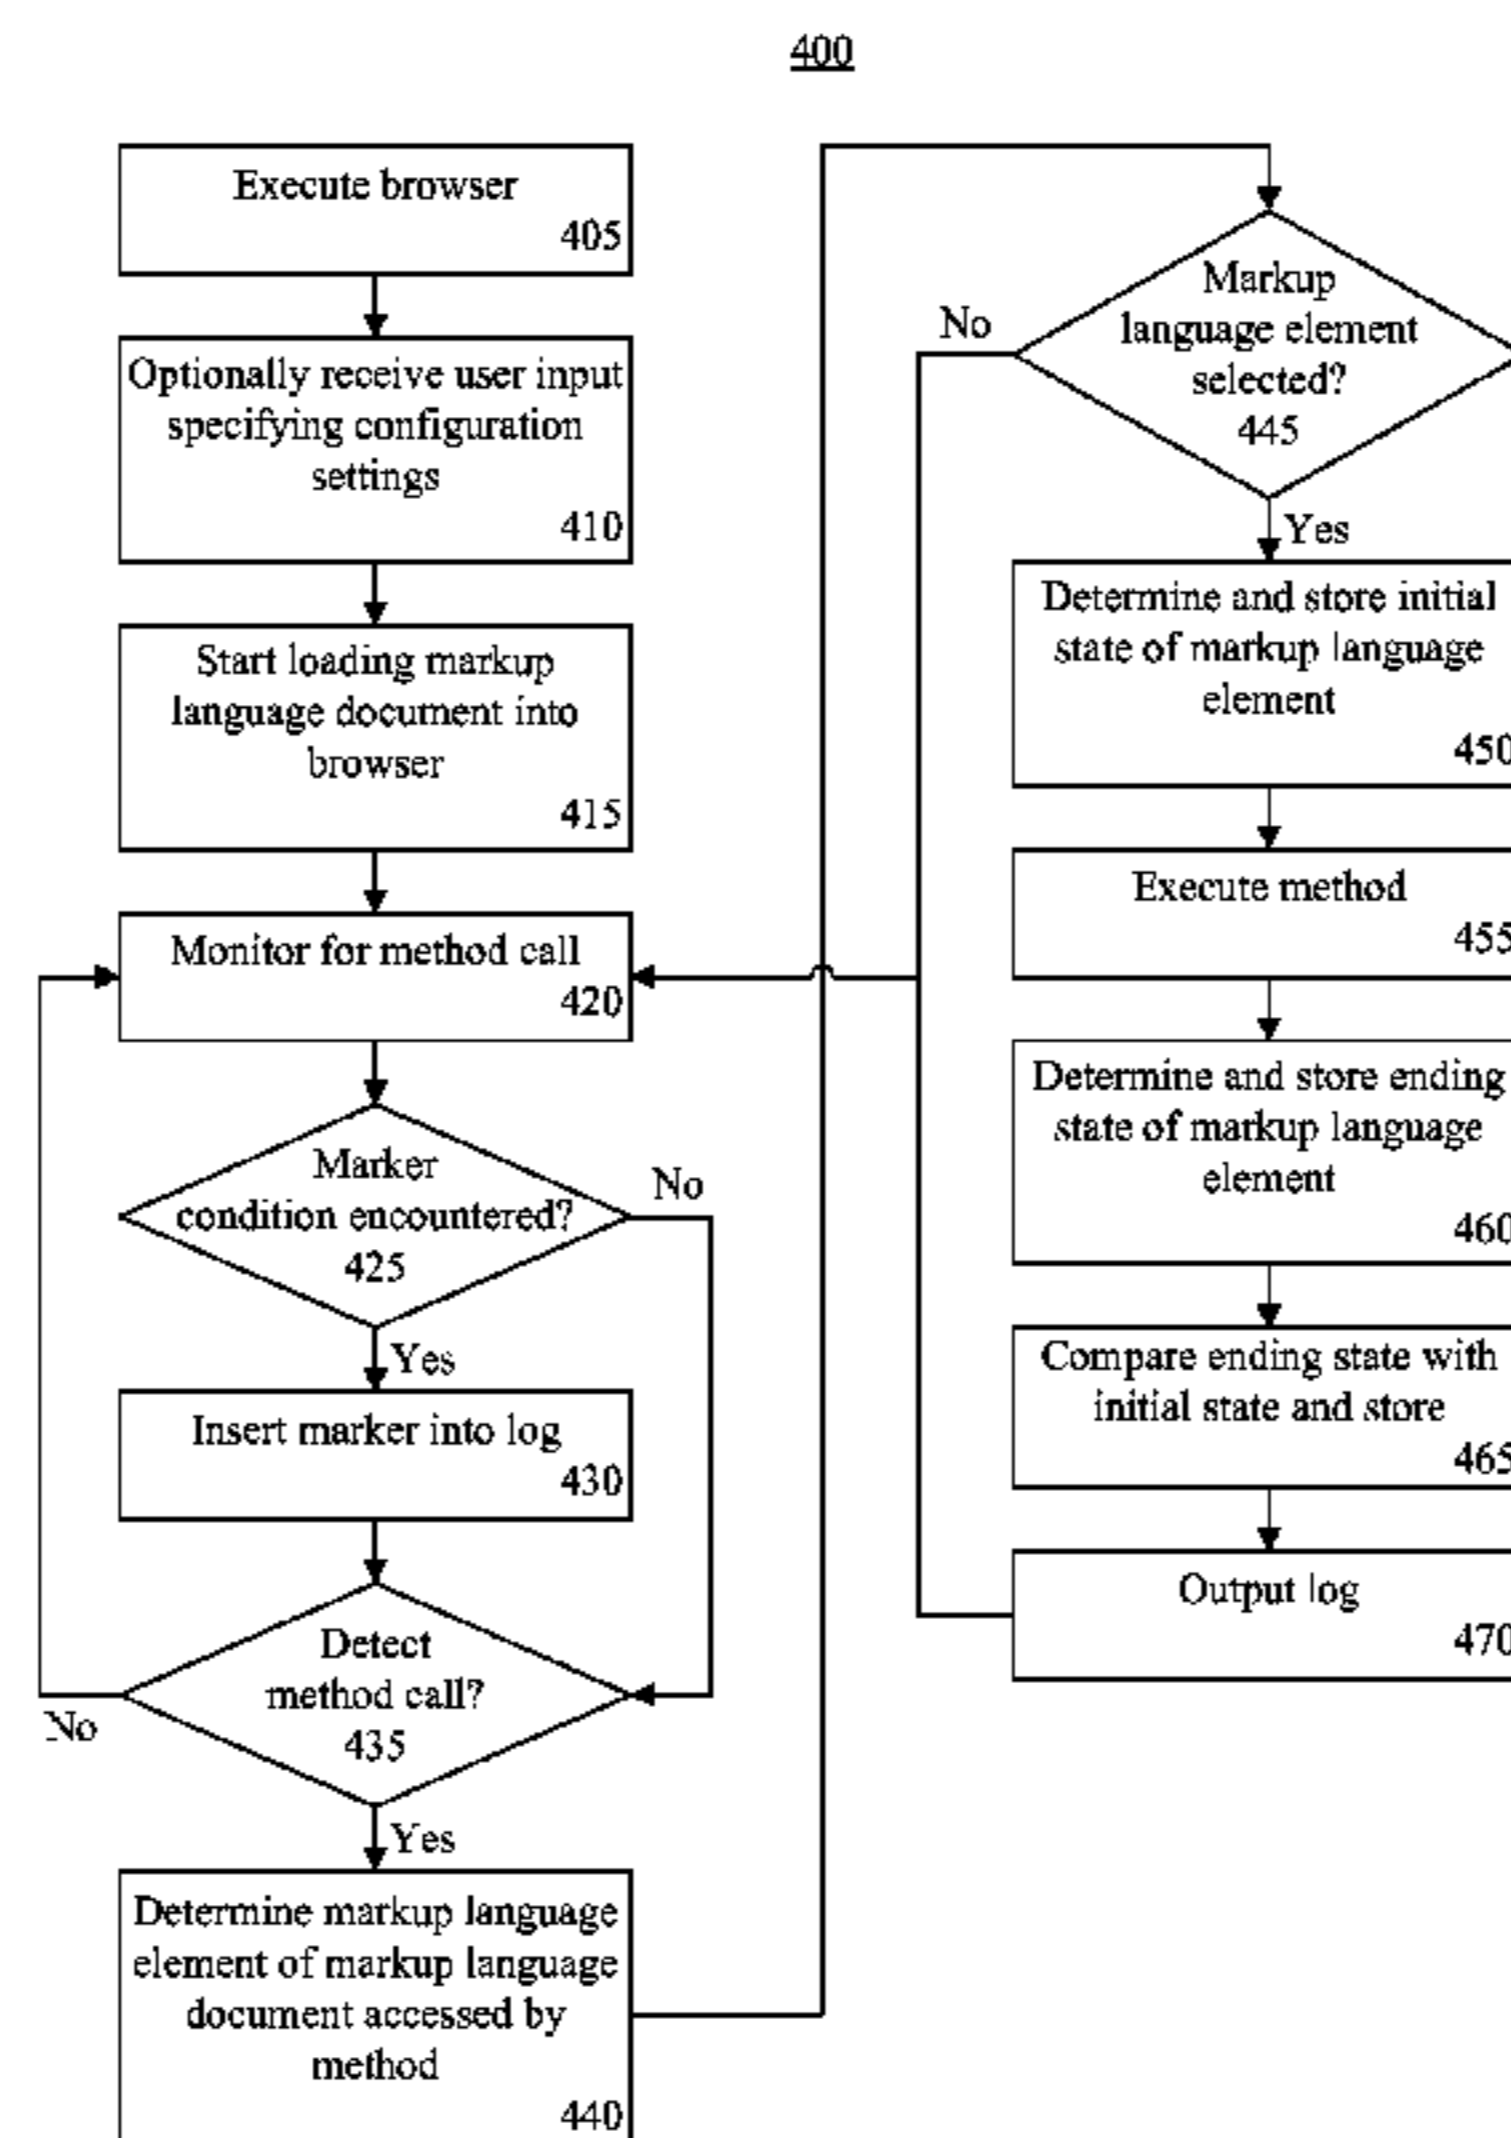 400
Execute browser
405
Optionally receive user input
specifying configuration
settings
410
Start loading markup
language document into
browser
415
Monitor for method call
420
Marker
condition encountered?
425
No
Yes
Insert marker into log
430
Detect
method call?
435
No
Yes
Determine markup language
element of markup language
document accessed by
method
440
Markup
language element
selected?
445
No
Yes
Determine and store initial
state of markup language
element
450
Execute method
455
Determine and store ending
state of markup language
element
460
Compare ending state with
initial state and store
465
Output log
470